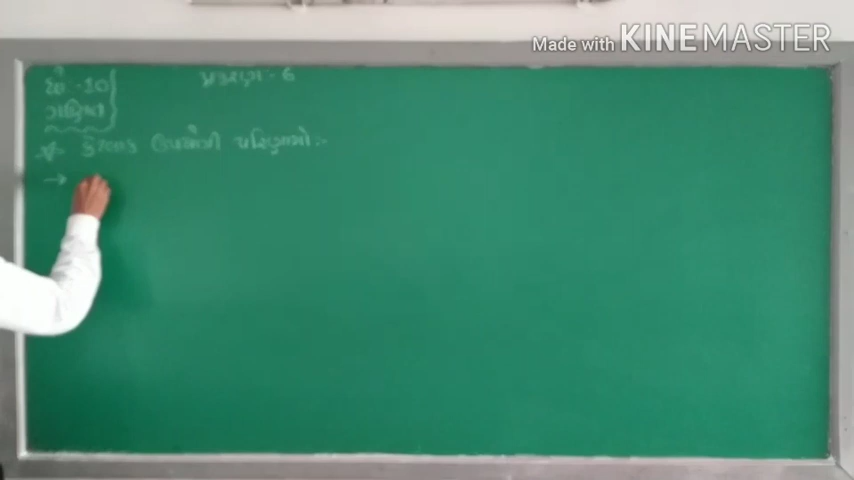 Made with KINEMASTER
ધો - 10 પ્રકરણ - 6
ગણિત
* કેટલાક ઉપયોગી પરિણામો :-
→